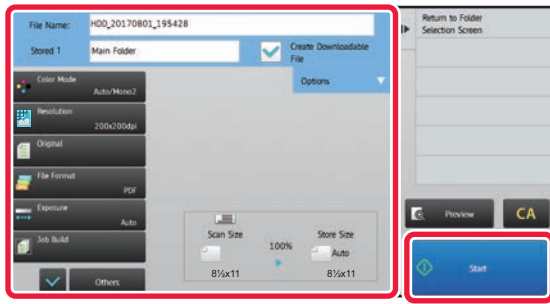 File Name:
HDD_20170801_195428
Stored 1
Main Folder
Create Downloadable
File
Options
Color Mode
Auto/Mono2
Resolution
200x200dpi
Original
File Format
PDF
Exposure
Auto
Job Build
Others
Scan Size
100%
Store Size
Auto
8½x11
8½x11
Return to Folder
Selection Screen
Preview
CA
Start